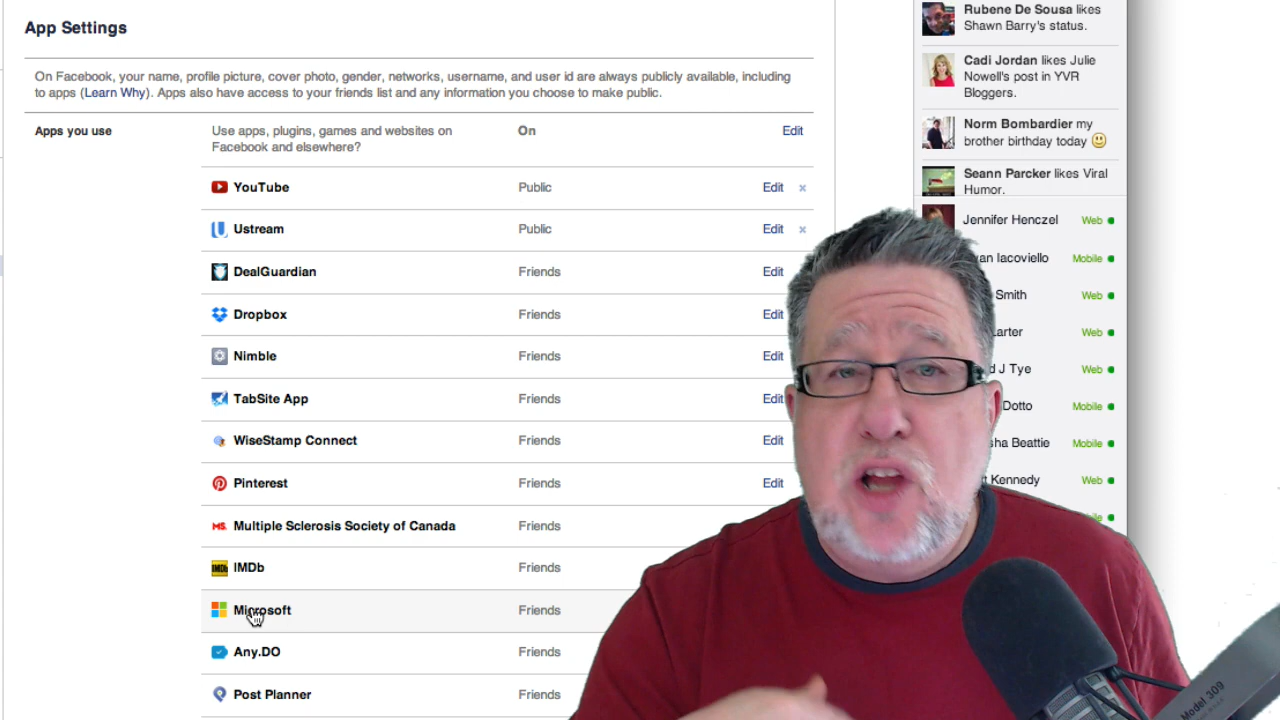 App Settings
On Facebook, your name, profile picture, cover photo, gender, networks, username, and user id are always publicly available, including
to apps (Learn Why). Apps also have access to your friends list and any information you choose to make public.
Apps you use
Use apps, plugins, games and websites on
Facebook and elsewhere?
On
Edit
YouTube Public Edit ×
Ustream Public Edit ×
DealGuardian Friends Edit
Dropbox Friends Edit
Nimble Friends Edit
TabSite App Friends Edit
WiseStamp Connect Friends Edit
Pinterest Friends Edit
MS Multiple Sclerosis Society of Canada Friends
IMDb IMDb Friends
Microsoft Friends
Any.DO Friends
Post Planner Friends
Rubene De Sousa likes
Shawn Barry's status.
Cadi Jordan likes Julie
Nowell's post in YVR
Bloggers.
Norm Bombardier my
brother birthday today
Seann Parcker likes Viral
Humor.
Jennifer Henczel Web
Iacoviello Mobile
Smith Web
Web
J Tye Web
Dotto Mobile
Beattie Mobile
Kennedy Web
Model 309